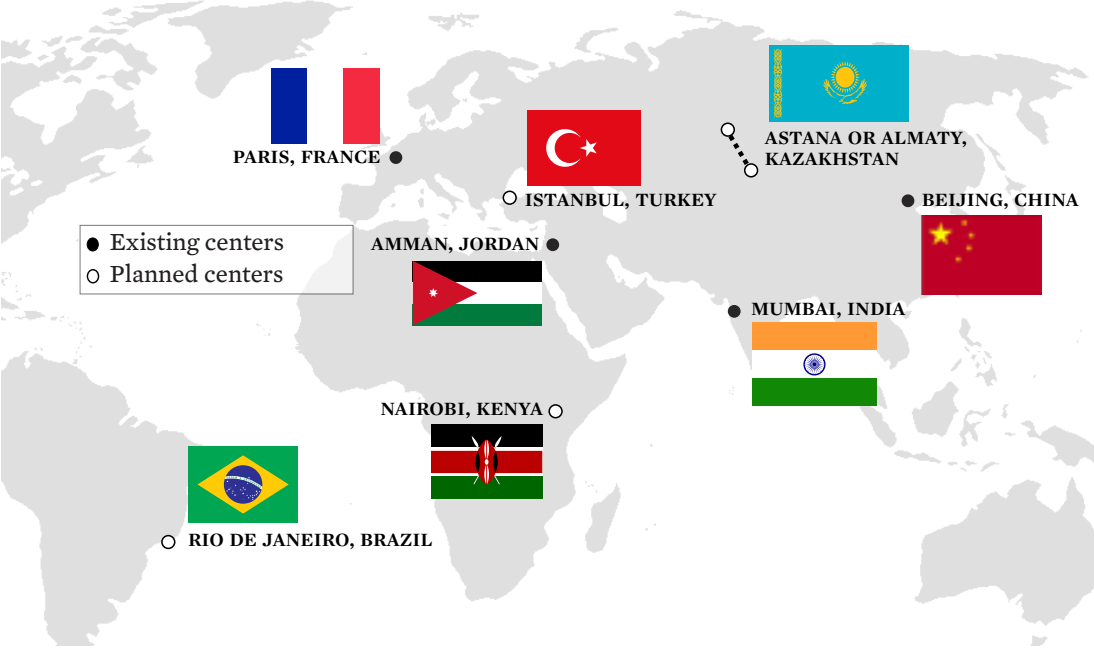 ASTANA OR ALMATY,
KAZAKHSTAN
PARIS, FRANCE
ISTANBUL, TURKEY
BEIJING, CHINA
Existing centers
Planned centers
AMMAN, JORDAN
MUMBAI, INDIA
NAIROBI, KENYA
RIO DE JANEIRO, BRAZIL